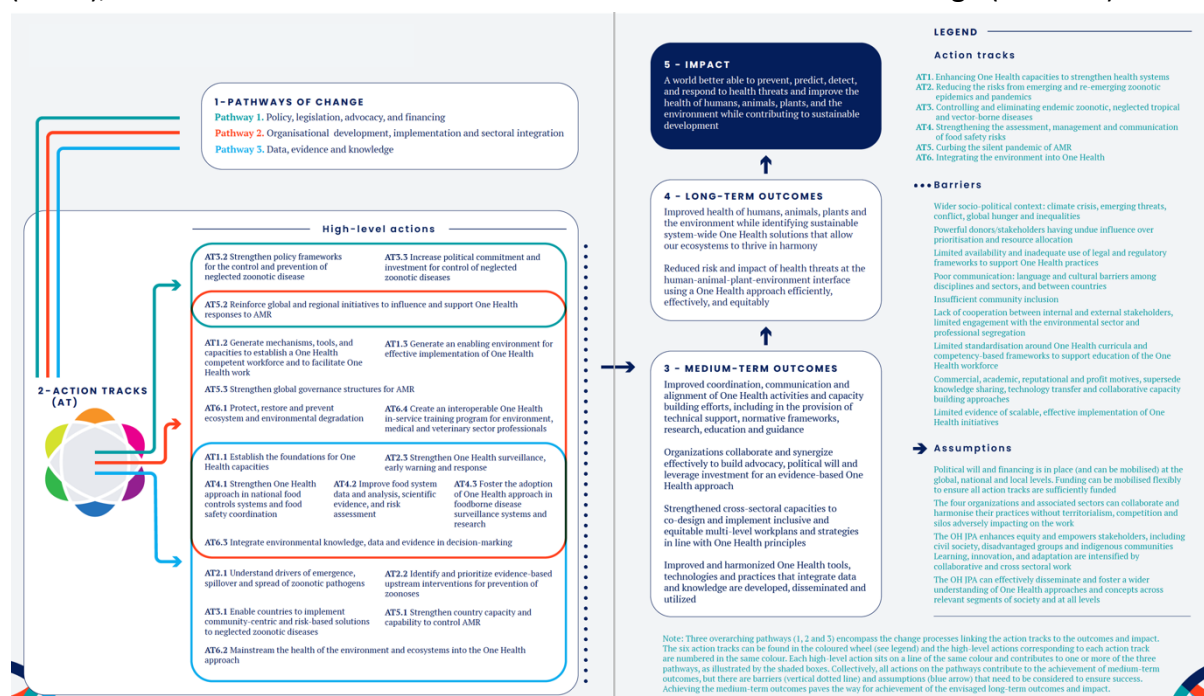 1-PATHWAYS OF CHANGE
Pathway 1. Policy, legislation, advocacy, and financing
Pathway 2. Organisational development, implementation and sectoral integration
Pathway 3. Data, evidence and knowledge
2-ACTION TRACKS
(AT)
High-level actions
AT3.2 Strengthen policy frameworks
for the control and prevention of
neglected zoonotic disease
AT3.3 Increase political commitment and
investment for control of neglected
zoonotic diseases
AT5.2 Reinforce global and regional initiatives to influence and support One Health
responses to AMR
AT1.2 Generate mechanisms, tools, and
capacities to establish a One Health
competent workforce and to facilitate One
Health work
AT1.3 Generate an enabling environment for
effective implementation of One Health
AT5.3 Strengthen global governance structures for AMR
AT6.1 Protect, restore and prevent
ecosystem and environmental degradation
AT6.4 Create an interoperable One Health
in-service training program for environment,
medical and veterinary sector professionals
AT1.1 Establish the foundations for One
Health capacities
AT2.3 Strengthen One Health surveillance,
early warning and response
AT4.1 Strengthen One Health
approach in national food
controls systems and food
safety coordination
AT4.2 Improve food system
data and analysis, scientific
evidence, and risk
assessment
AT4.3 Foster the adoption
of One Health approach in
foodborne disease
surveillance systems and
research
AT6.3 Integrate environmental knowledge, data and evidence in decision-marking
AT2.1 Understand drivers of emergence,
spillover and spread of zoonotic pathogens
AT2.2 Identify and prioritize evidence-based
upstream interventions for prevention of
zoonoses
AT3.1 Enable countries to implement
community-centric and risk-based solutions
to neglected zoonotic diseases
AT5.1 Strengthen country capacity and
capability to control AMR
AT6.2 Mainstream the health of the environment and ecosystems into the One Health
approach
5 - IMPACT
A world better able to prevent, predict, detect,
and respond to health threats and improve the
health of humans, animals, plants, and the
environment while contributing to sustainable
development
4 - LONG-TERM OUTCOMES
Improved health of humans, animals, plants and
the environment while identifying sustainable
system-wide One Health solutions that allow
our ecosystems to thrive in harmony
Reduced risk and impact of health threats at the
human-animal-plant-environment interface
using a One Health approach efficiently,
effectively, and equitably
3 - MEDIUM-TERM OUTCOMES
Improved coordination, communication and
alignment of One Health activities and capacity
building efforts, including in the provision of
technical support, normative frameworks,
research, education and guidance
Organizations collaborate and synergize
effectively to build advocacy, political will and
leverage investment for an evidence-based One
Health approach
Strengthened cross-sectoral capacities to
co-design and implement inclusive and
equitable multi-level workplans and strategies
in line with One Health principles
Improved and harmonized One Health tools,
technologies and practices that integrate data
and knowledge are developed, disseminated and
utilized
LEGEND
Action tracks
AT1. Enhancing One Health capacities to strengthen health systems
AT2. Reducing the risks from emerging and re-emerging zoonotic
epidemics and pandemics
AT3. Controlling and eliminating endemic zoonotic, neglected tropical
and vector-borne diseases
AT4. Strengthening the assessment, management and communication
of food safety risks
AT5. Curbing the silent pandemic of AMR
AT6. Integrating the environment into One Health
Barriers
Wider socio-political context: climate crisis, emerging threats,
conflict, global hunger and inequalities
Powerful donors/stakeholders having undue influence over
prioritisation and resource allocation
Limited availability and inadequate use of legal and regulatory
frameworks to support One Health practices
Poor communication: language and cultural barriers among
disciplines and sectors, and between countries
Insufficient community inclusion
Lack of cooperation between internal and external stakeholders,
limited engagement with the environmental sector and
professional segregation
Limited standardisation around One Health curricula and
competency-based frameworks to support education of the One
Health workforce
Commercial, academic, reputational and profit motives, supersede
knowledge sharing, technology transfer and collaborative capacity
building approaches
Limited evidence of scalable, effective implementation of One
Health initiatives
Assumptions
Political will and financing is in place (and can be mobilised) at the
global, national and local levels. Funding can be mobilised flexibly
to ensure all action tracks are sufficiently funded
The four organizations and associated sectors can collaborate and
harmonise their practices without territorialism, competition and
silos adversely impacting on the work
The OH JPA enhances equity and empowers stakeholders, including
civil society, disadvantaged groups and indigenous communities
Learning, innovation, and adaptation are intensified by
collaborative and cross sectoral work
The OH JPA can effectively disseminate and foster a wider
understanding of One Health approaches and concepts across
relevant segments of society and at all levels
Note: Three overarching pathways (1, 2 and 3) encompass the change processes linking the action tracks to the outcomes and impact.
The six action tracks can be found in the coloured wheel (see legend) and the high-level actions corresponding to each action track
are numbered in the same colour. Each high-level action sits on a line of the same colour and contributes to one or more of the three
pathways, as illustrated by the shaded boxes. Collectively, all actions on the pathways contribute to the achievement of medium-term
outcomes, but there are barriers (vertical dotted line) and assumptions (blue arrow) that need to be considered to ensure success.
Achieving the medium-term outcomes paves the way for achievement of the envisaged long-term outcomes and impact.